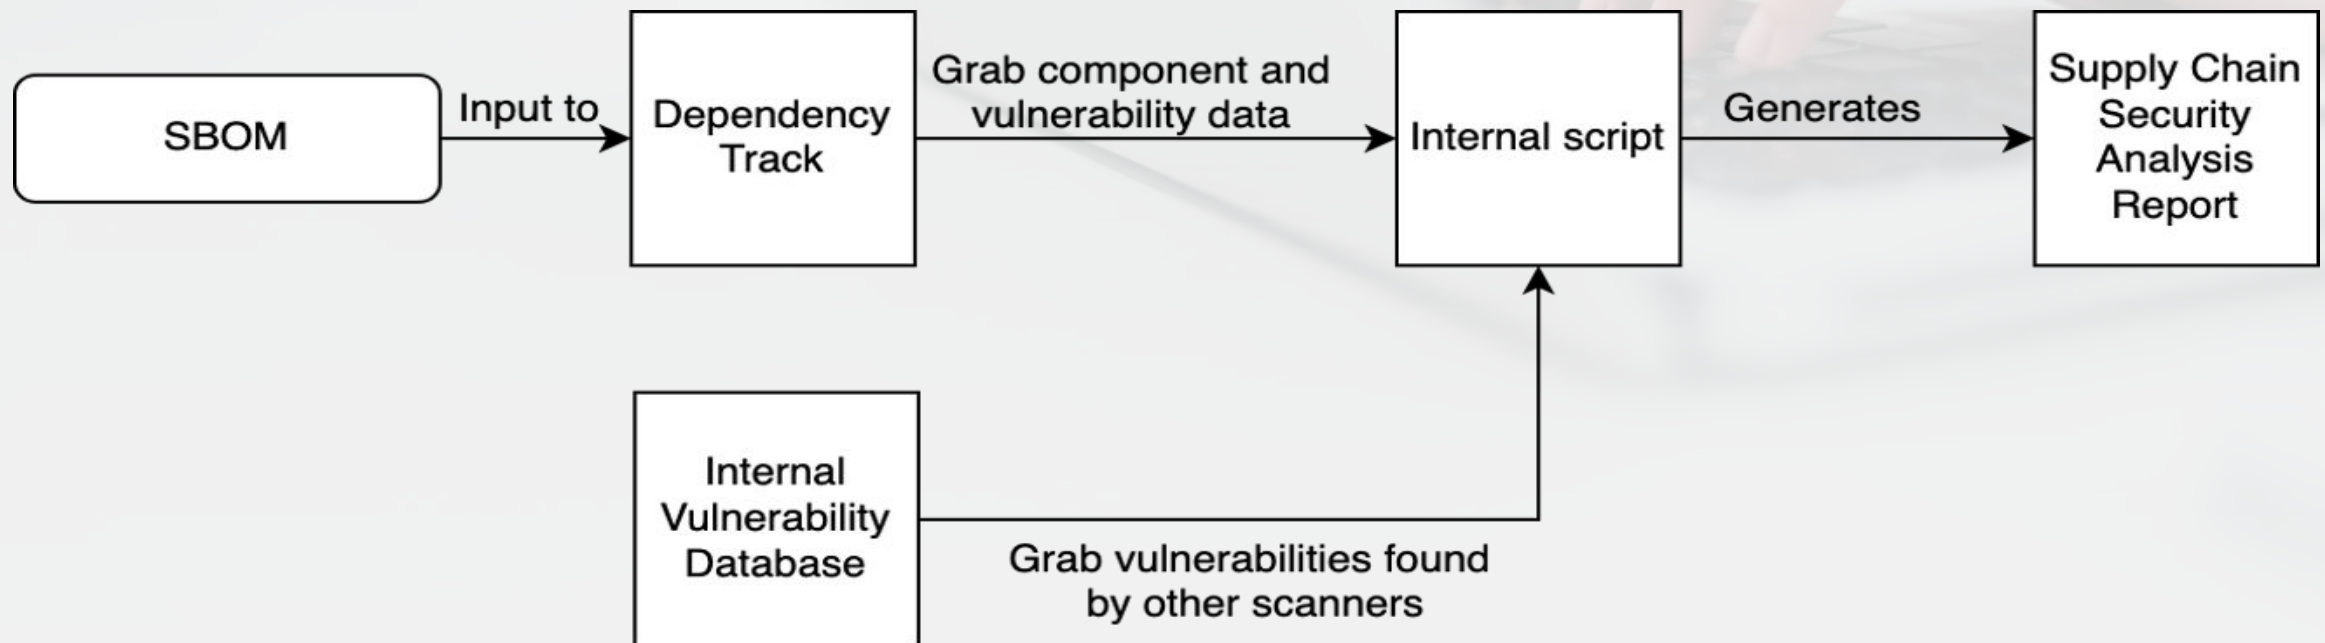 SBOM
Input to
Dependency
Track
Grab component and
vulnerability data
Internal script
Generates
Supply Chain
Security
Analysis
Report
Internal
Vulnerability
Database
Grab vulnerabilities found
by other scanners